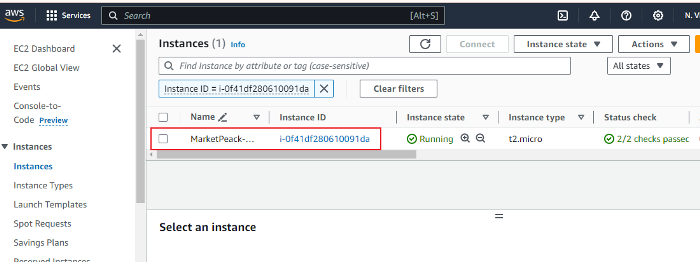 aws Services Search [Alt+S] N. V
EC2 Dashboard
EC2 Global View
Events
Console-to-
Code Preview
Instances
Instances
Instance Types
Launch Templates
Spot Requests
Savings Plans
Reserved Instances
Instances (1) Info Connect Instance state Actions
Find Instance by attribute or tag (case-sensitive) All states
Instance ID = i-0f41df280610091da Clear filters
Name Instance ID Instance state Instance type Status check
MarketPeack-... i-0f41df280610091da Running t2.micro 2/2 checks passec
Select an instance